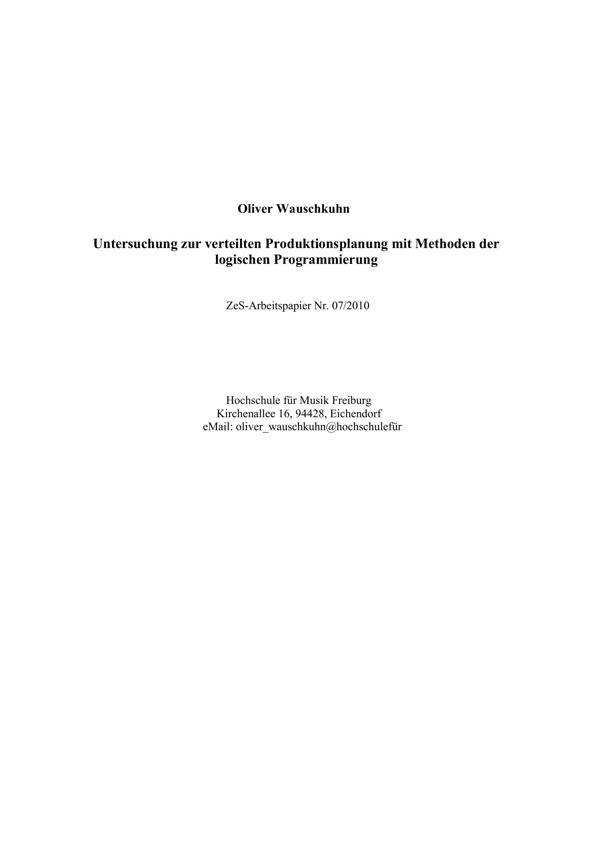 Oliver Wauschkuhn
Untersuchung zur verteilten Produktionsplanung mit Methoden der
logischen Programmierung
ZeS-Arbeitspapier Nr. 07/2010
Hochschule für Musik Freiburg
Kirchenallee 16, 94428, Eichendorf
eMail: oliver_wauschkuhn@hochschulefür